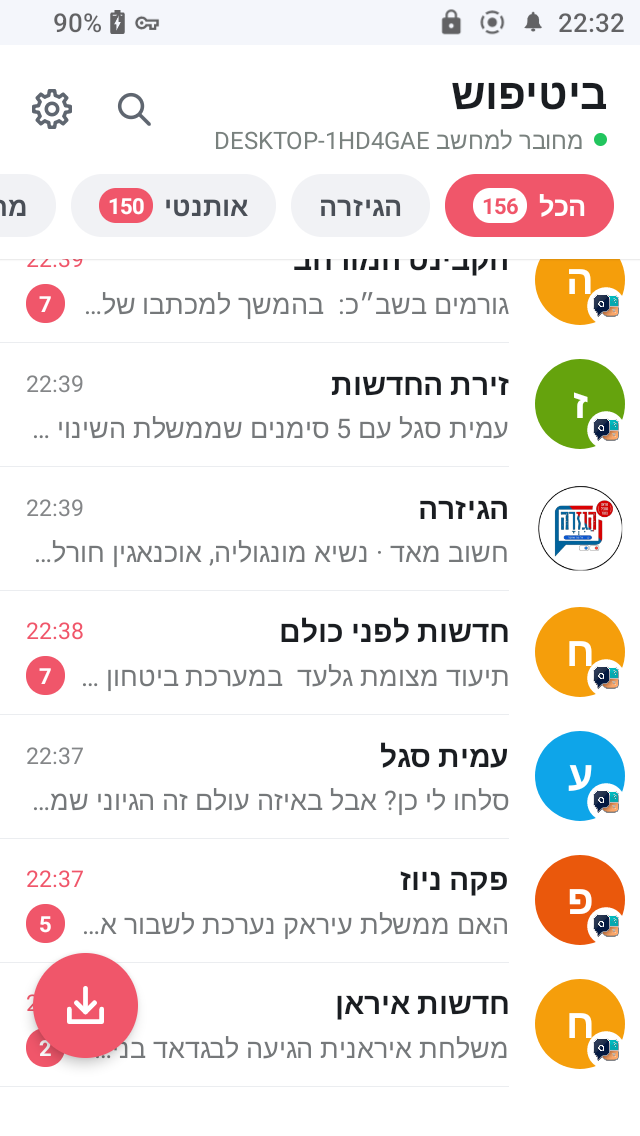 90% 22:32
ביטיפוש
מחובר למחשב DESKTOP-1HD4GAE
הכל 156
הגיזרה
אותנטי 150
22:39
גורמים בשב״כ: בהמשך למכתבו של...
7
ז
זירת החדשות 22:39
עמית סגל עם 5 סימנים שממשלת השינוי ...
הגיזרה 22:39
חשוב מאד · נשיא מונגוליה, אוכנאגין חורל...
ח
חדשות לפני כולם 22:38
תיעוד מצומת גלעד במערכת ביטחון ...
7
ע
עמית סגל 22:37
סלחו לי כן? אבל באיזה עולם זה הגיוני שמ...
פ
פקה ניוז 22:37
האם ממשלת עיראק נערכת לשבור א...
5
ח
חדשות איראן
משלחת איראנית הגיעה לבגדאד בני...
2